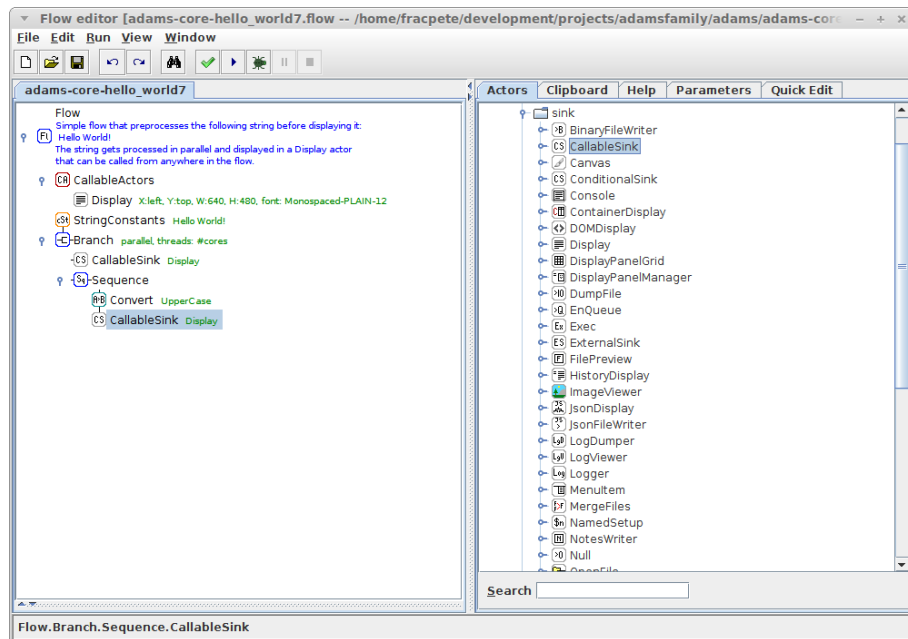 Flow editor [adams-core-hello_world7.flow -- /home/fracpete/development/projects/adamsfamily/adams/adams-core
File Edit Run View Window
adams-core-hello_world7
Flow
Simple flow that preprocesses the following string before displaying it:
Hello World!
The string gets processed in parallel and displayed in a Display actor
that can be called from anywhere in the flow.
CallableActors
Display X:left, Y:top, W:640, H:480, font: Monospaced-PLAIN-12
StringConstants Hello World!
Branch parallel, threads: #cores
CallableSink Display
Sequence
Convert UpperCase
CallableSink Display
Actors Clipboard Help Parameters Quick Edit
sink
BinaryFileWriter
CallableSink
Canvas
ConditionalSink
Console
ContainerDisplay
DOMDisplay
Display
DisplayPanelGrid
DisplayPanelManager
DumpFile
EnQueue
Exec
ExternalSink
FilePreview
HistoryDisplay
ImageViewer
JsonDisplay
JsonFileWriter
LogDumper
LogViewer
Logger
MenuItem
MergeFiles
NamedSetup
NotesWriter
Null
OpenFile
Search
Flow.Branch.Sequence.CallableSink